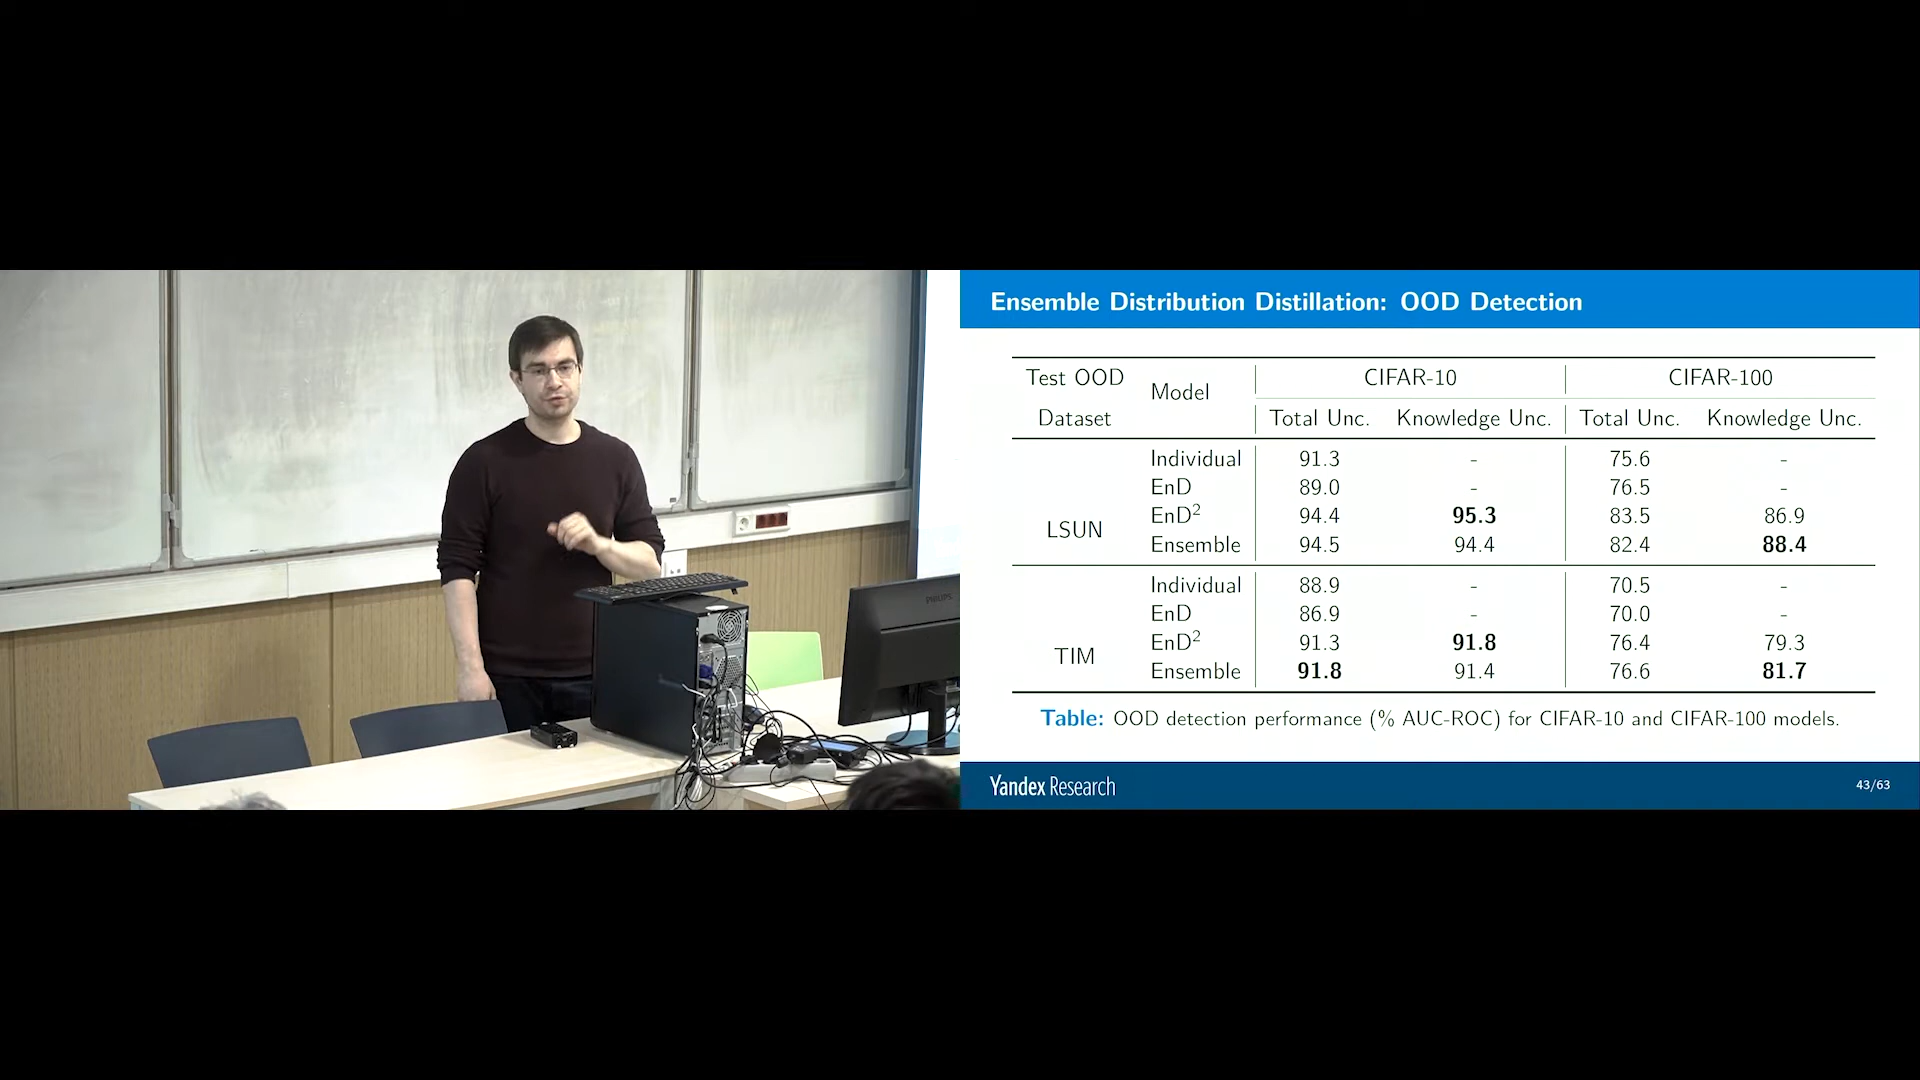 PHILIPS
Ensemble Distribution Distillation: OOD Detection
Test OOD Dataset Model CIFAR-10 CIFAR-100
Total Unc. Knowledge Unc. Total Unc. Knowledge Unc.
LSUN
Individual 91.3 - 75.6 -
EnD 89.0 - 76.5 -
EnD² 94.4 95.3 83.5 86.9
Ensemble 94.5 94.4 82.4 88.4
TIM
Individual 88.9 - 70.5 -
EnD 86.9 - 70.0 -
EnD² 91.3 91.8 76.4 79.3
Ensemble 91.8 91.4 76.6 81.7
Table: OOD detection performance (% AUC-ROC) for CIFAR-10 and CIFAR-100 models.
Yandex Research
43/63